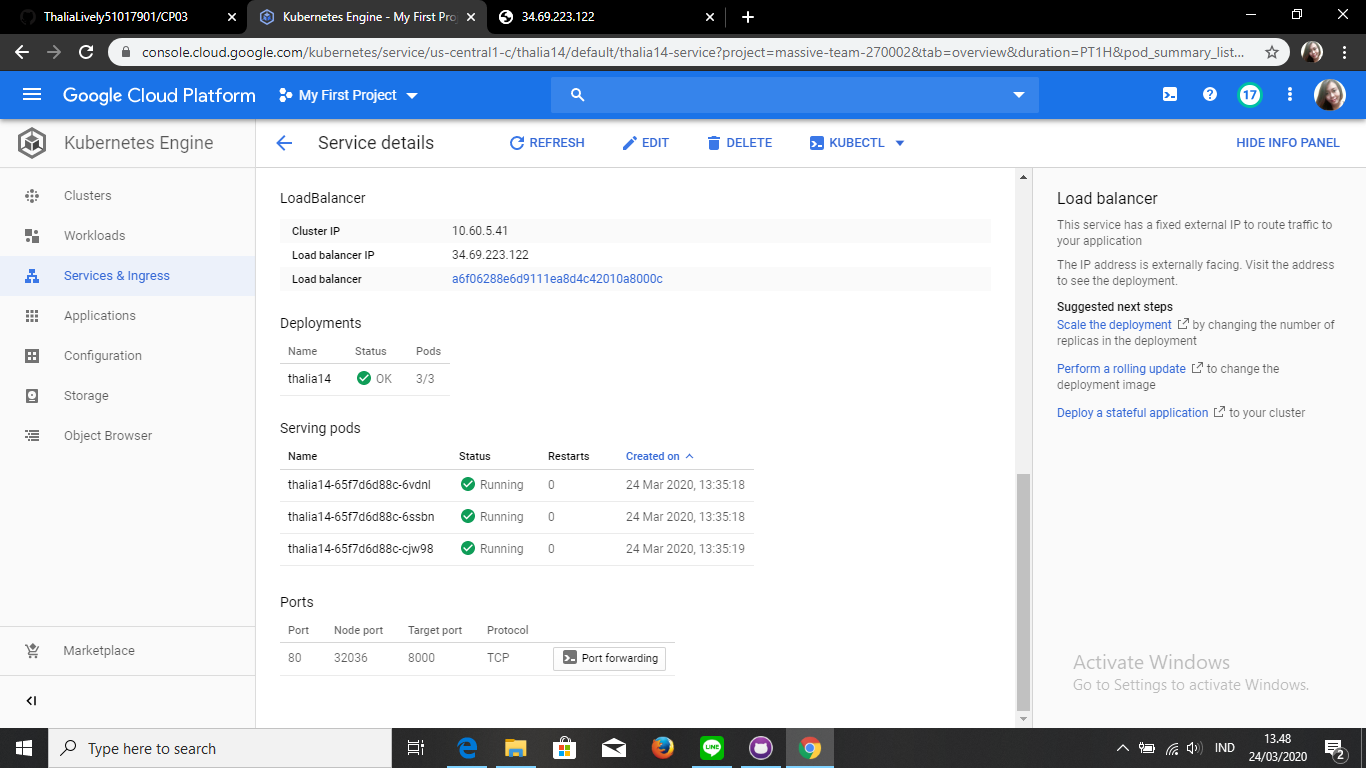 ThaliaLively51017901/CP03
Kubernetes Engine - My First Pro
34.69.223.122
console.cloud.google.com/kubernetes/service/us-central1-c/thalia14/default/thalia14-service?project=massive-team-270002&tab=overview&duration=PT1H&pod_summary_list...
Google Cloud Platform
My First Project
17
Kubernetes Engine
Service details
REFRESH
EDIT
DELETE
KUBECTL
HIDE INFO PANEL
Clusters
Workloads
Services & Ingress
Applications
Configuration
Storage
Object Browser
Marketplace
LoadBalancer
Cluster IP 10.60.5.41
Load balancer IP 34.69.223.122
Load balancer a6f06288e6d9111ea8d4c42010a8000c
Deployments
Name Status Pods
thalia14 OK 3/3
Serving pods
Name Status Restarts Created on
thalia14-65f7d6d88c-6vdnl Running 0 24 Mar 2020, 13:35:18
thalia14-65f7d6d88c-6ssbn Running 0 24 Mar 2020, 13:35:18
thalia14-65f7d6d88c-cjw98 Running 0 24 Mar 2020, 13:35:19
Ports
Port Node port Target port Protocol
80 32036 8000 TCP Port forwarding
Load balancer
This service has a fixed external IP to route traffic to
your application
The IP address is externally facing. Visit the address
to see the deployment.
Suggested next steps
Scale the deployment by changing the number of
replicas in the deployment
Perform a rolling update to change the
deployment image
Deploy a stateful application to your cluster
Activate Windows
Go to Settings to activate Windows.
Type here to search
LINE
IND
13.48
24/03/2020
2